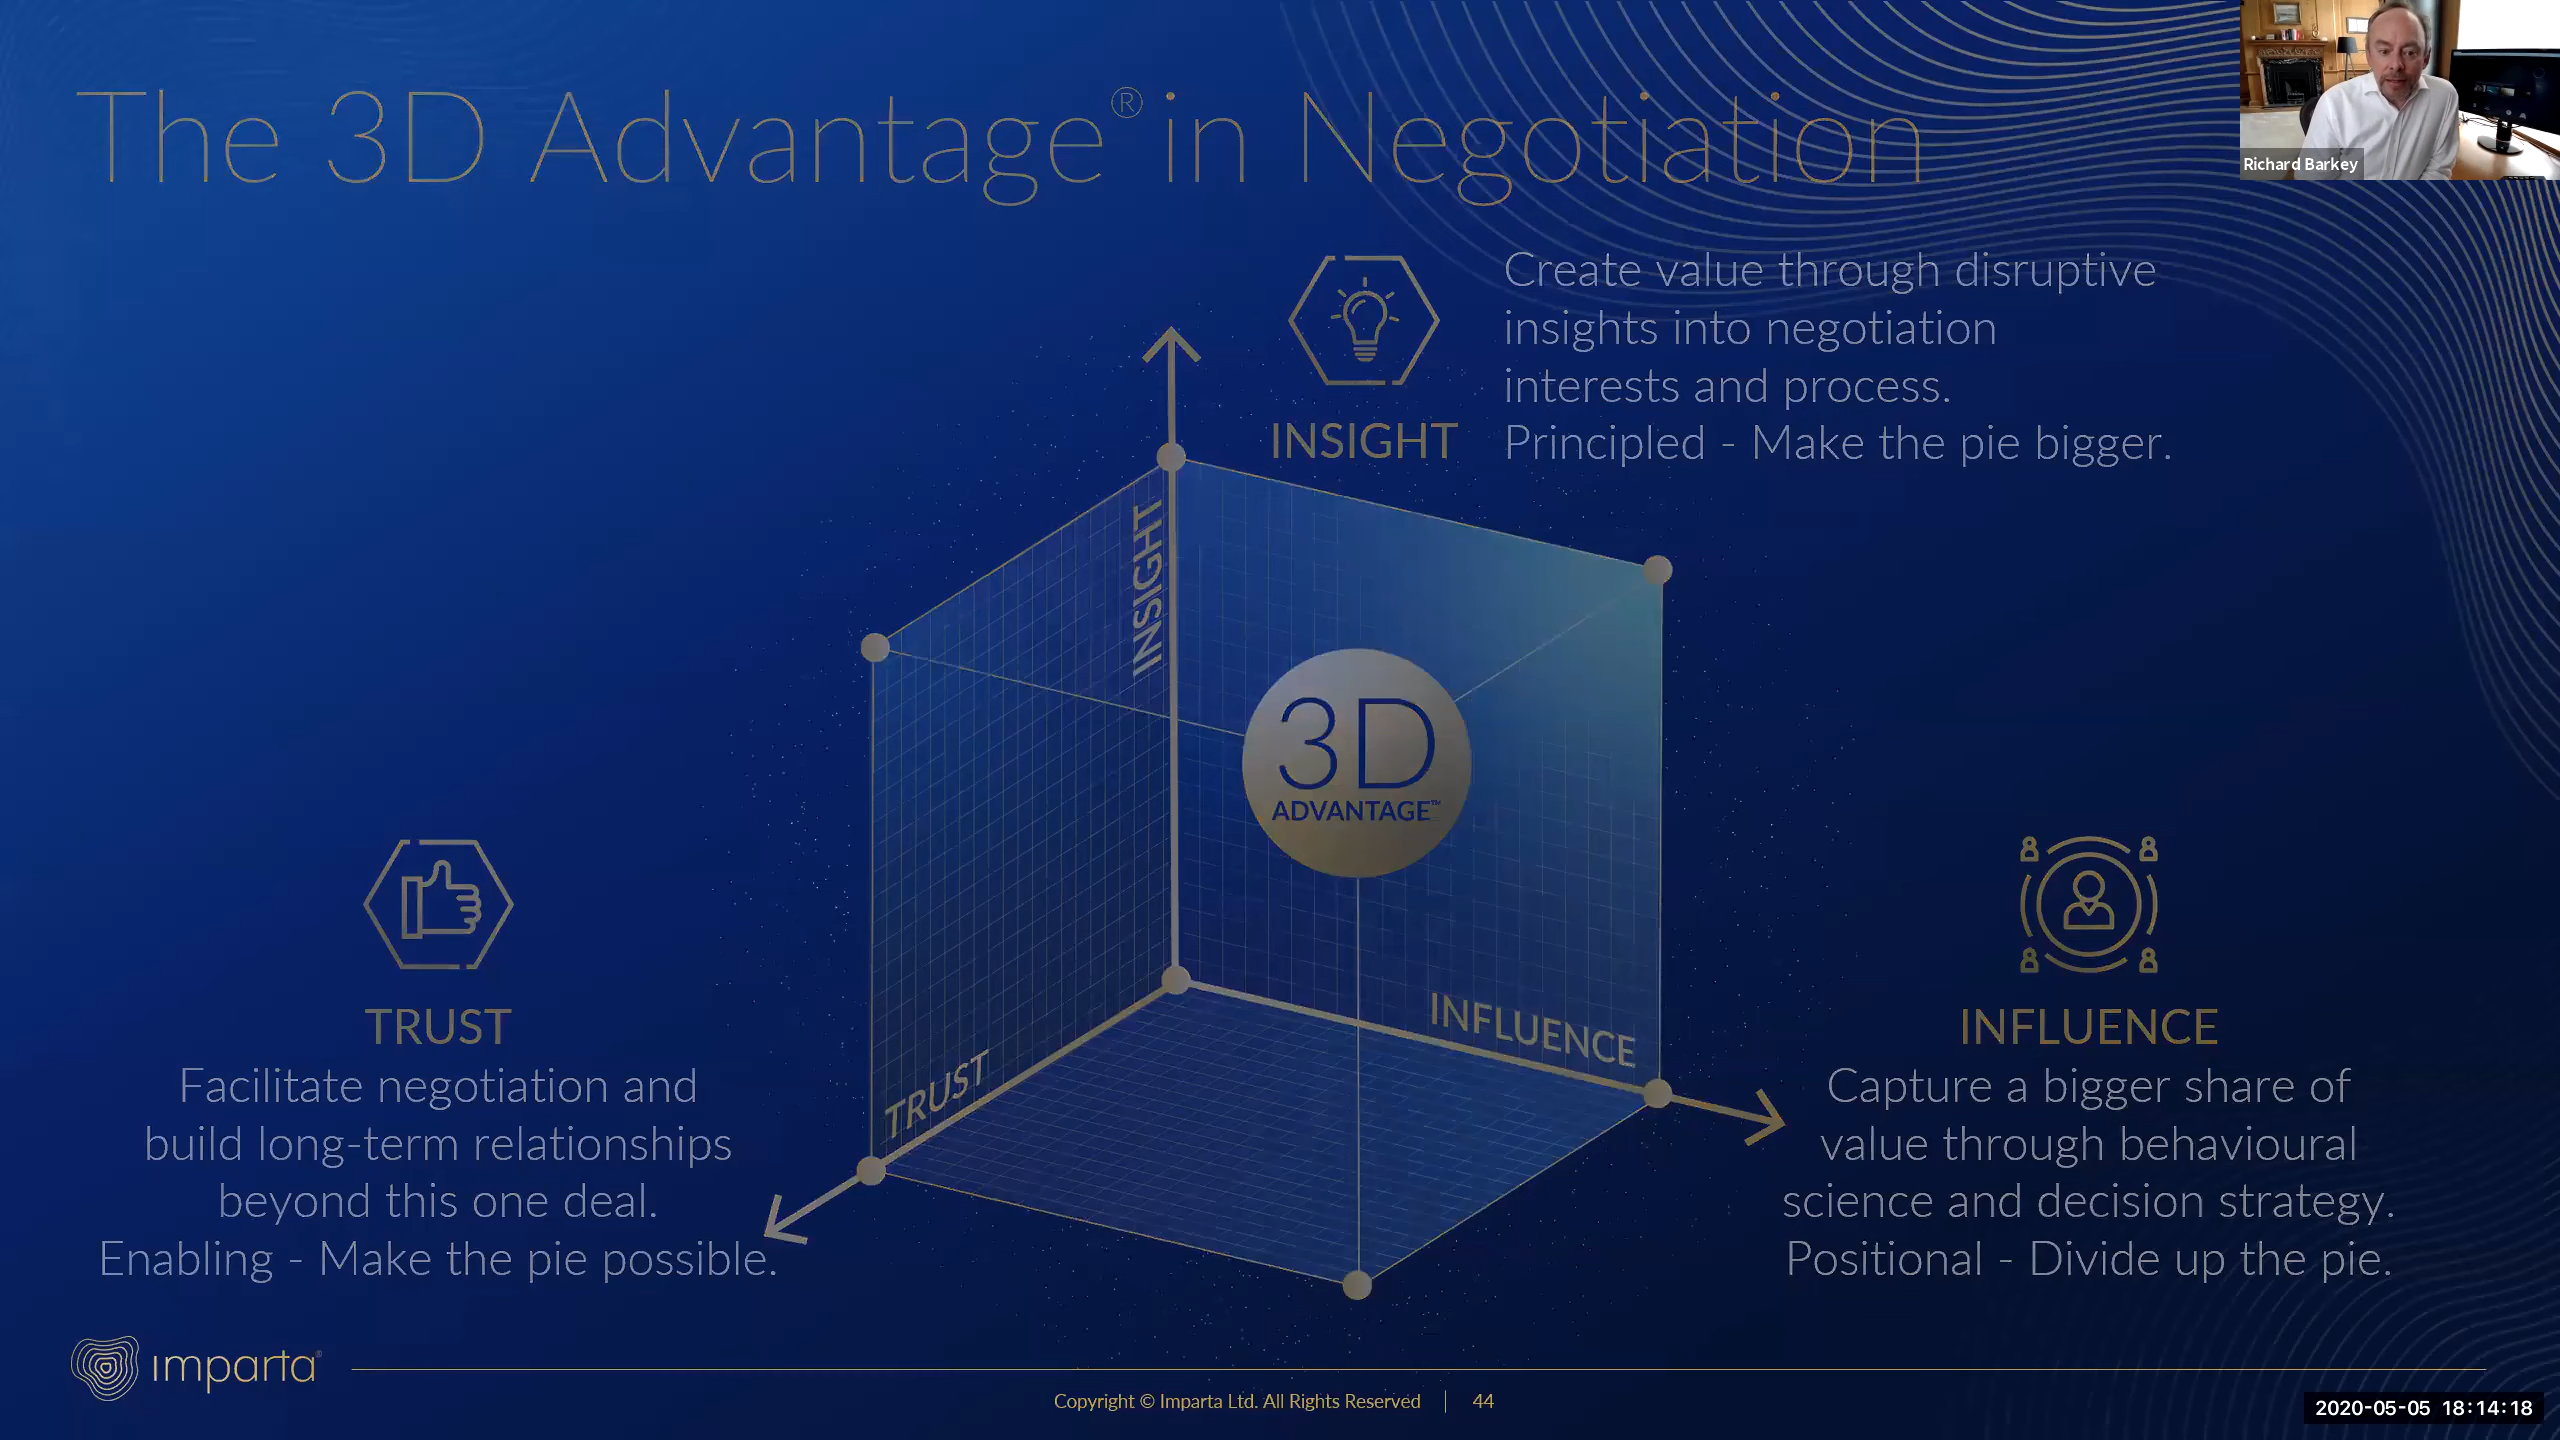 The 3D Advantage® in Negotiation
Richard Barkey
Create value through disruptive
insights into negotiation
interests and process.
Principled - Make the pie bigger.
INSIGHT
INSIGHT
3D
ADVANTAGE™
TRUST
INFLUENCE
TRUST
Facilitate negotiation and
build long-term relationships
beyond this one deal.
Enabling - Make the pie possible.
INFLUENCE
Capture a bigger share of
value through behavioural
science and decision strategy.
Positional - Divide up the pie.
imparta®
Copyright © Imparta Ltd. All Rights Reserved | 44
2020-05-05 18:14:18